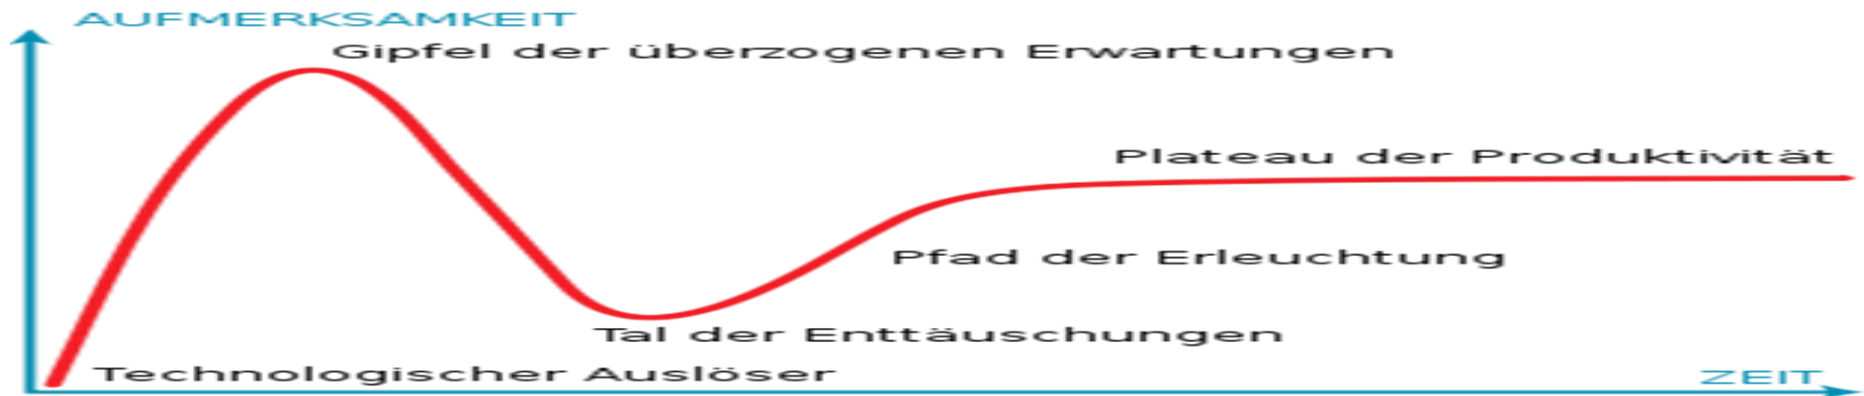 AUFMERKSAMKEIT
Gipfel der überzogenen Erwartungen
Plateau der Produktivität
Pfad der Erleuchtung
Tal der Enttäuschungen
Technologischer Auslöser
ZEIT